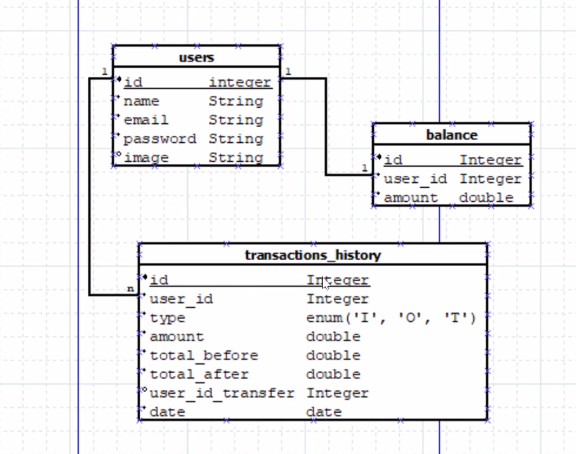 users
1
1
id integer
name String
email String
password String
image String
balance
1
id Integer
user_id Integer
amount double
transactions_history
n
id Integer
user_id Integer
type enum('I', 'O', 'T')
amount double
total_before double
total_after double
user_id_transfer Integer
date date